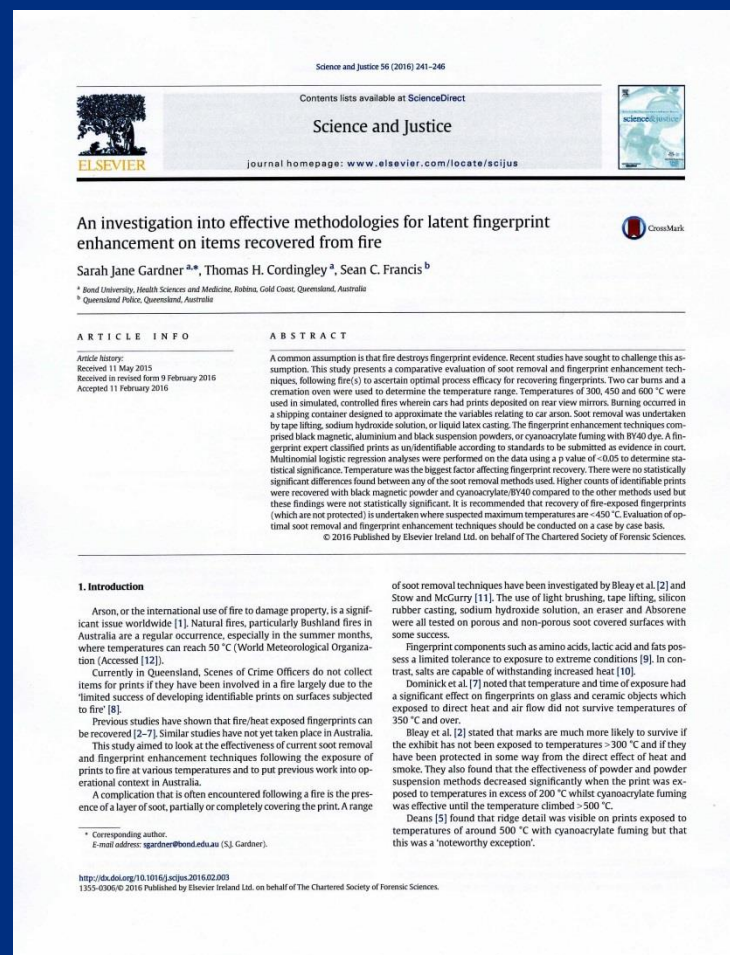 Science and Justice 56 (2016) 241–246
Contents lists available at ScienceDirect
Science and Justice
journal homepage: www.elsevier.com/locate/scijus
ELSEVIER
science&justice
An investigation into effective methodologies for latent fingerprint
enhancement on items recovered from fire
CrossMark
Sarah Jane Gardner a,*, Thomas H. Cordingley a, Sean C. Francis b
a Bond University, Health Sciences and Medicine, Robina, Gold Coast, Queensland, Australia
b Queensland Police, Queensland, Australia
ARTICLE INFO
Article history:
Received 11 May 2015
Received in revised form 9 February 2016
Accepted 11 February 2016
ABSTRACT
A common assumption is that fire destroys fingerprint evidence. Recent studies have sought to challenge this as-
sumption. This study presents a comparative evaluation of soot removal and fingerprint enhancement tech-
niques, following fire(s) to ascertain optimal process efficacy for recovering fingerprints. Two car burns and a
cremation oven were used to determine the temperature range. Temperatures of 300, 450 and 600 °C were
used in simulated, controlled fires wherein cars had prints deposited on rear view mirrors. Burning occurred in
a shipping container designed to approximate the variables relating to car arson. Soot removal was undertaken
by tape lifting, sodium hydroxide solution, or liquid latex casting. The fingerprint enhancement techniques com-
prised black magnetic, aluminium and black suspension powders, or cyanoacrylate fuming with BY40 dye. A fin-
gerprint expert classified prints as un/identifiable according to standards to be submitted as evidence in court.
Multinomial logistic regression analyses were performed on the data using a p value of <0.05 to determine sta-
tistical significance. Temperature was the biggest factor affecting fingerprint recovery. There were no statistically
significant differences found between any of the soot removal methods used. Higher counts of identifiable prints
were recovered with black magnetic powder and cyanoacrylate/BY40 compared to the other methods used but
these findings were not statistically significant. It is recommended that recovery of fire-exposed fingerprints
(which are not protected) is undertaken where suspected maximum temperatures are <450 °C. Evaluation of op-
timal soot removal and fingerprint enhancement techniques should be conducted on a case by case basis.
© 2016 Published by Elsevier Ireland Ltd. on behalf of The Chartered Society of Forensic Sciences.
1. Introduction
Arson, or the international use of fire to damage property, is a signif-
icant issue worldwide [1]. Natural fires, particularly Bushland fires in
Australia are a regular occurrence, especially in the summer months,
where temperatures can reach 50 °C (World Meteorological Organiza-
tion (Accessed [12]).
Currently in Queensland, Scenes of Crime Officers do not collect
items for prints if they have been involved in a fire largely due to the
'limited success of developing identifiable prints on surfaces subjected
to fire' [8].
Previous studies have shown that fire/heat exposed fingerprints can
be recovered [2–7]. Similar studies have not yet taken place in Australia.
This study aimed to look at the effectiveness of current soot removal
and fingerprint enhancement techniques following the exposure of
prints to fire at various temperatures and to put previous work into op-
erational context in Australia.
A complication that is often encountered following a fire is the pres-
ence of a layer of soot, partially or completely covering the print. A range
* Corresponding author.
E-mail address: sgardner@bond.edu.au (S.J. Gardner).
of soot removal techniques have been investigated by Bleay et al. [2] and
Stow and McGurry [11]. The use of light brushing, tape lifting, silicon
rubber casting, sodium hydroxide solution, an eraser and Absorene
were all tested on porous and non-porous soot covered surfaces with
some success.
Fingerprint components such as amino acids, lactic acid and fats pos-
sess a limited tolerance to exposure to extreme conditions [9]. In con-
trast, salts are capable of withstanding increased heat [10].
Dominick et al. [7] noted that temperature and time of exposure had
a significant effect on fingerprints on glass and ceramic objects which
exposed to direct heat and air flow did not survive temperatures of
350 °C and over.
Bleay et al. [2] stated that marks are much more likely to survive if
the exhibit has not been exposed to temperatures >300 °C and if they
have been protected in some way from the direct effect of heat and
smoke. They also found that the effectiveness of powder and powder
suspension methods decreased significantly when the print was ex-
posed to temperatures in excess of 200 °C whilst cyanoacrylate fuming
was effective until the temperature climbed >500 °C.
Deans [5] found that ridge detail was visible on prints exposed to
temperatures of around 500 °C with cyanoacrylate fuming but that
this was a 'noteworthy exception'.
http://dx.doi.org/10.1016/j.scijus.2016.02.003
1355-0306/© 2016 Published by Elsevier Ireland Ltd. on behalf of The Chartered Society of Forensic Sciences.